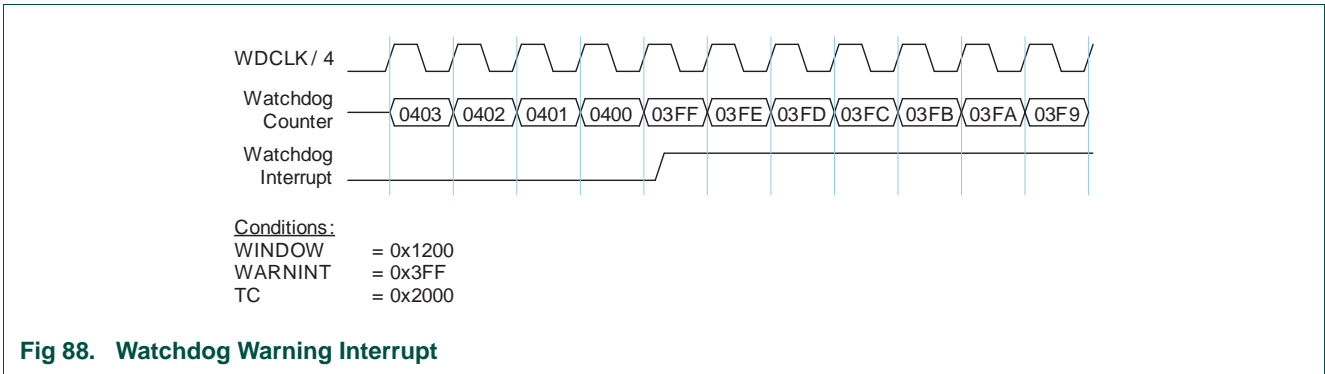 WDCLK / 4
Watchdog
Counter
0403 0402 0401 0400 03FF 03FE 03FD 03FC 03FB 03FA 03F9
Watchdog
Interrupt
Conditions:
WINDOW = 0x1200
WARNINT = 0x3FF
TC = 0x2000
Fig 88. Watchdog Warning Interrupt